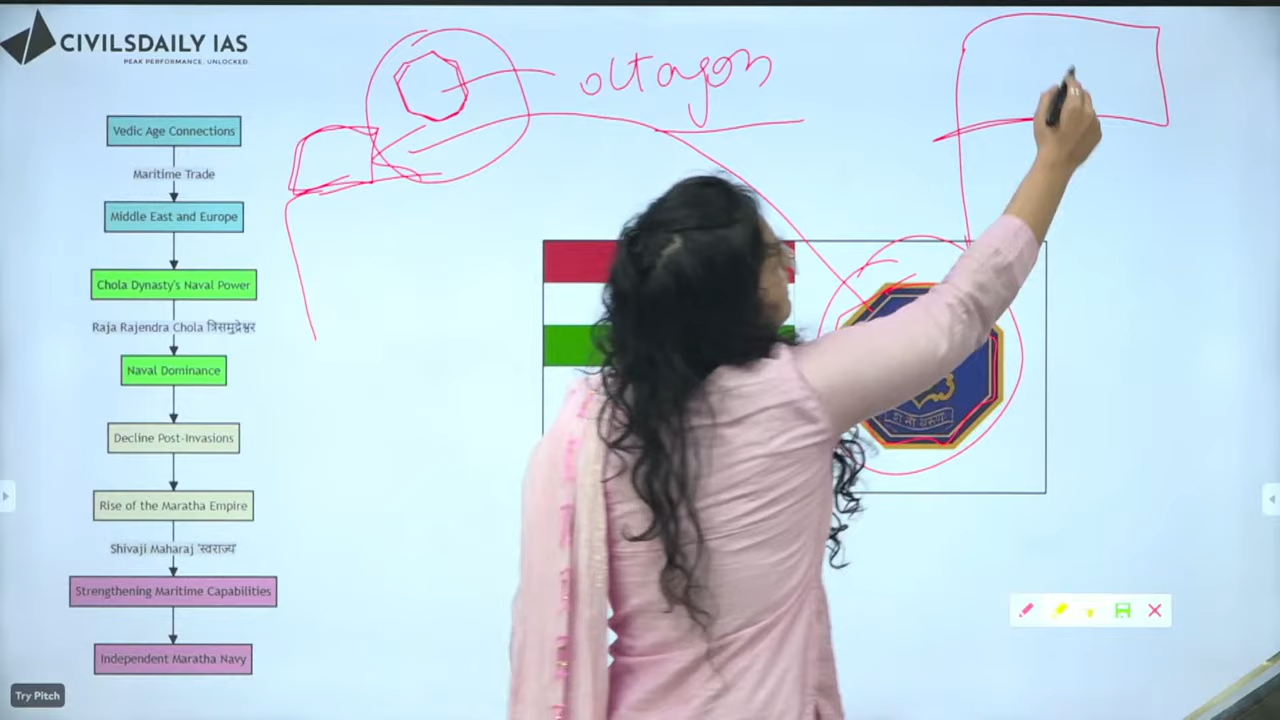 CIVILSDAILY IAS
PEAK PERFORMANCE. UNLOCKED.
octagon
Vedic Age Connections
Maritime Trade
Middle East and Europe
Chola Dynasty's Naval Power
Raja Rajendra Chola त्रिसमुद्रेश्वर
Naval Dominance
Decline Post-Invasions
Rise of the Maratha Empire
Shivaji Maharaj 'स्वराज्य'
Strengthening Maritime Capabilities
Independent Maratha Navy
शं नो वरुणः
Try Pitch